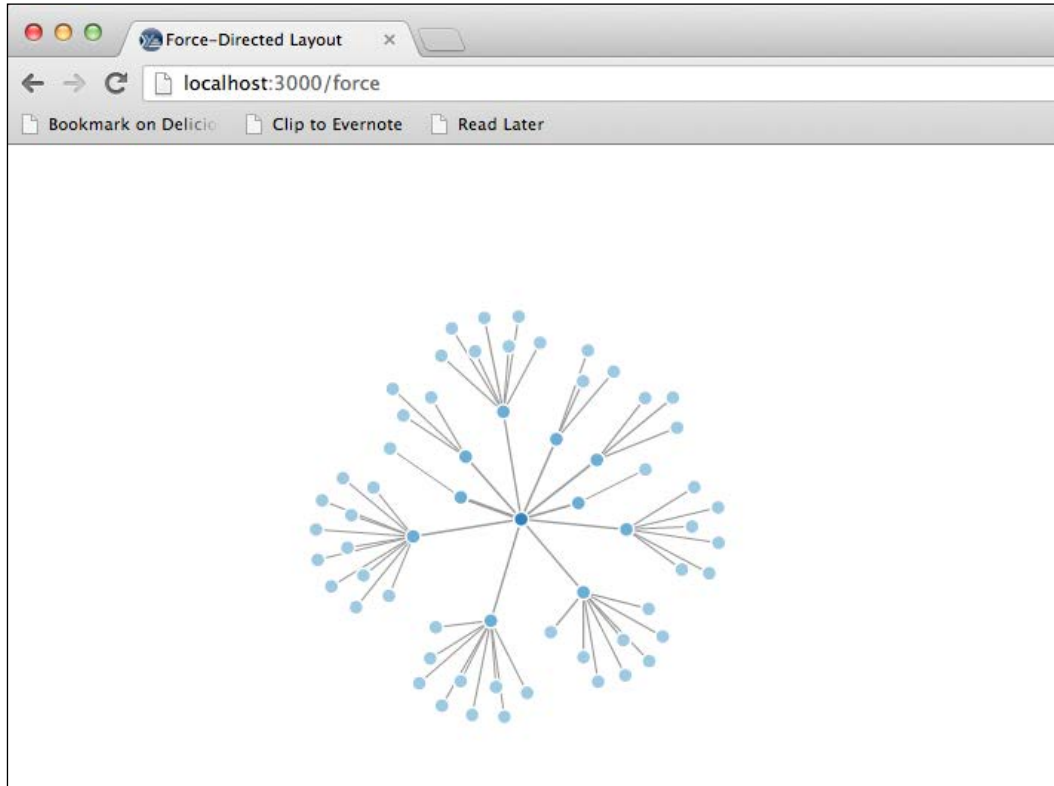 Force-Directed Layout
localhost:3000/force
Bookmark on Delicio
Clip to Evernote
Read Later